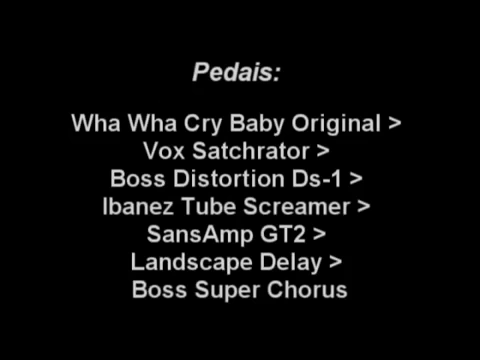 Pedais:
Wha Wha Cry Baby Original >
Vox Satchrator >
Boss Distortion Ds-1 >
Ibanez Tube Screamer >
SansAmp GT2 >
Landscape Delay >
Boss Super Chorus